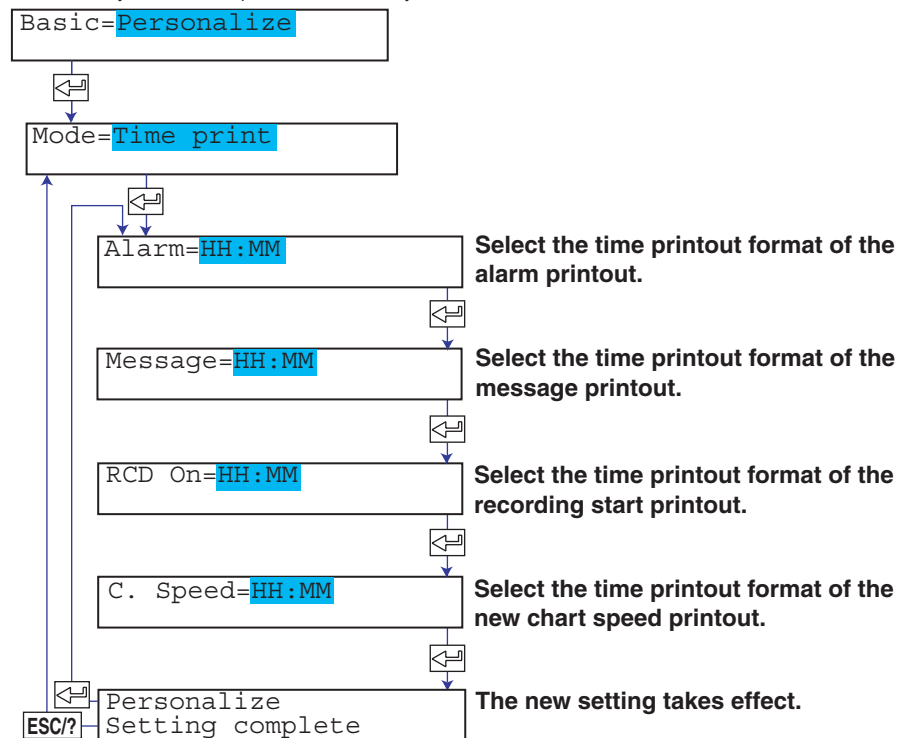 Basic=Personalize
Mode=Time print
Alarm=HH:MM
Select the time printout format of the
alarm printout.
Message=HH:MM
Select the time printout format of the
message printout.
RCD On=HH:MM
Select the time printout format of the
recording start printout.
C. Speed=HH:MM
Select the time printout format of the
new chart speed printout.
Personalize
Setting complete
The new setting takes effect.
ESC/?